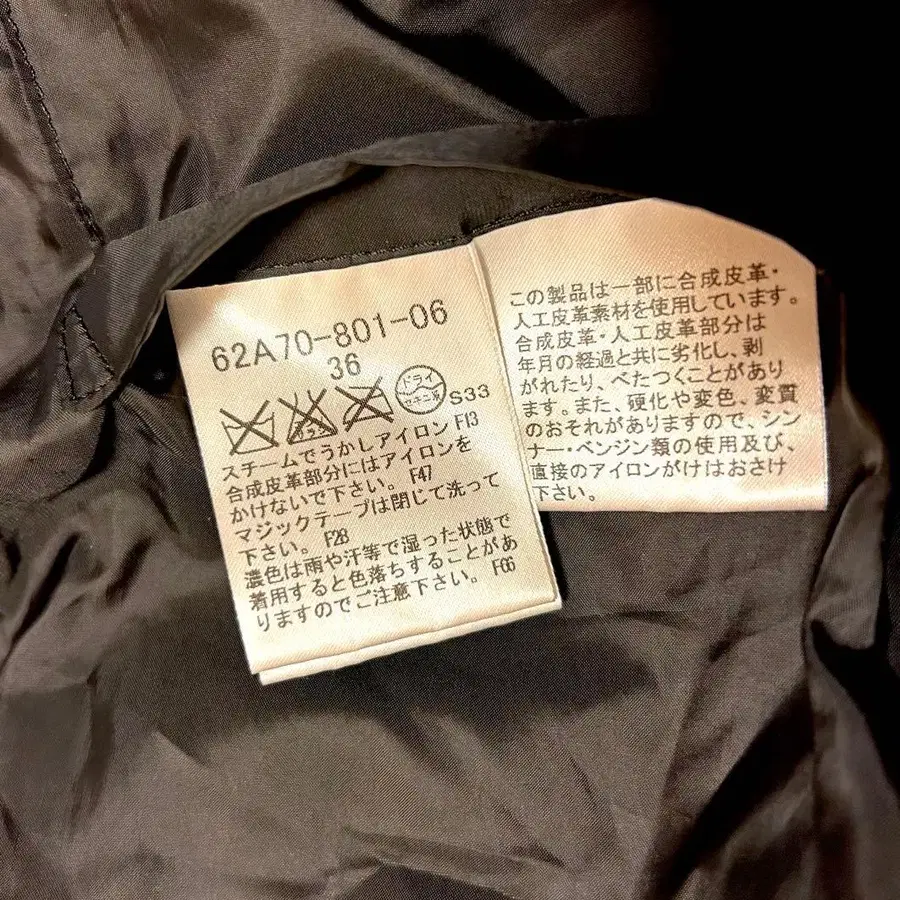 62A70-801-06
36
ドライ
セキユ系
S33
スチームでうかしアイロンF13
合成皮革部分にはアイロンを
かけないで下さい。F47
マジックテープは閉じて洗って
下さい。F28
濃色は雨や汗等で湿った状態で
着用すると色落ちすることがあ
りますのでご注意下さい。F06
この製品は一部に合成皮革・
人工皮革素材を使用しています。
合成皮革・人工皮革部分は
年月の経過と共に劣化し、剥
がれたり、べたつくことがあり
ます。また、硬化や変色、変質
のおそれがありますので、シン
ナー・ベンジン類の使用及び、
直接のアイロンがけはおさけ
下さい。